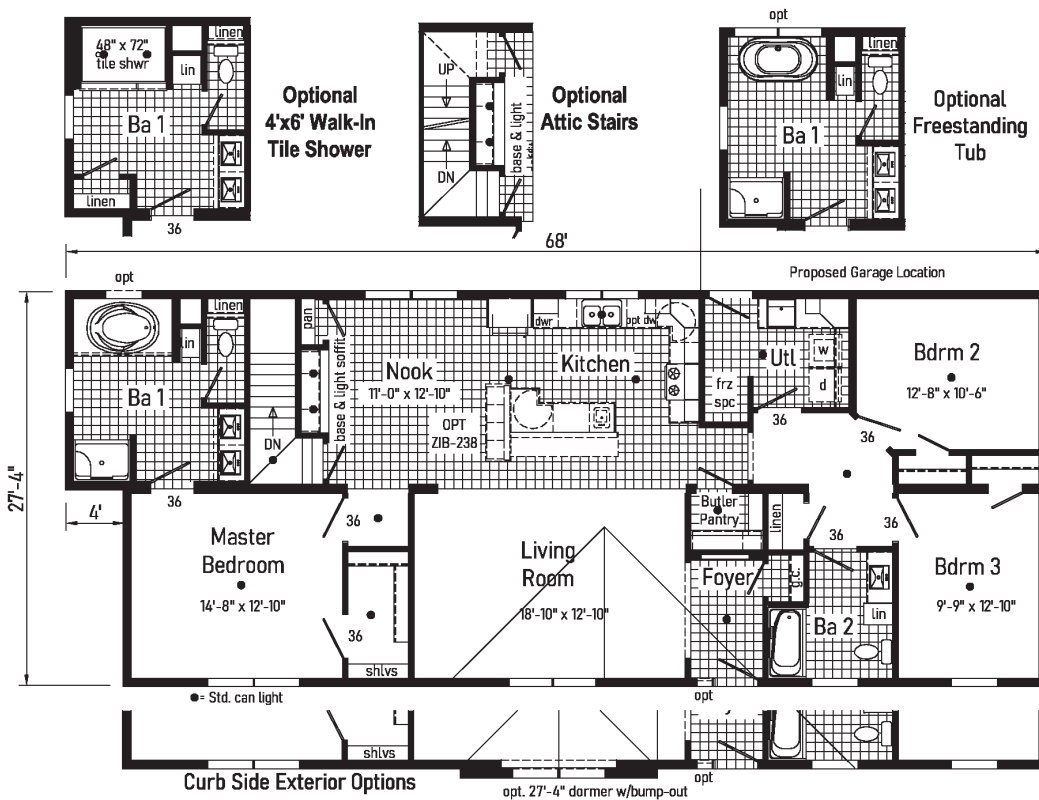 linen
48" x 72"
tile shwr
lin
Ba 1
linen
36
Optional
4'x6' Walk-In
Tile Shower
UP
DN
base & light
Optional
Attic Stairs
opt
linen
lin
Ba 1
Optional
Freestanding
Tub
68'
Proposed Garage Location
opt
27'-4"
4'
linen
lin
Ba 1
36
DN
pan
base & light soffit
Nook
11'-0" x 12'-10"
OPT
ZIB-238
dwr
opt dw
Kitchen
frz
spc
Utl
w
d
36
Bdrm 2
12'-8" x 10'-6"
36
Master
Bedroom
14'-8" x 12'-10"
36
36
shlvs
Living
Room
18'-10" x 12'-10"
Butler
Pantry
linen
Foyer
g.c.
36
36
lin
Ba 2
Bdrm 3
9'-9" x 12'-10"
= Std. can light
opt
shlvs
opt
Curb Side Exterior Options
opt. 27'-4" dormer w/bump-out